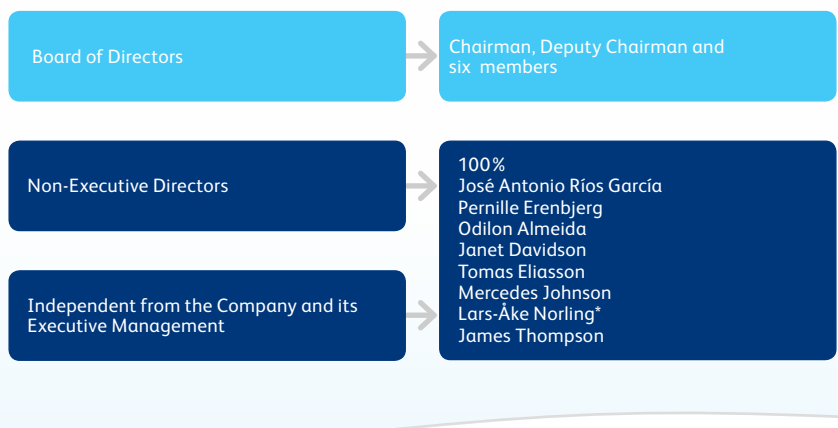 Board of Directors
Chairman, Deputy Chairman and
six members
Non-Executive Directors
Independent from the Company and its
Executive Management
100%
José Antonio Ríos García
Pernille Erenbjerg
Odilon Almeida
Janet Davidson
Tomas Eliasson
Mercedes Johnson
Lars-Åke Norling*
James Thompson